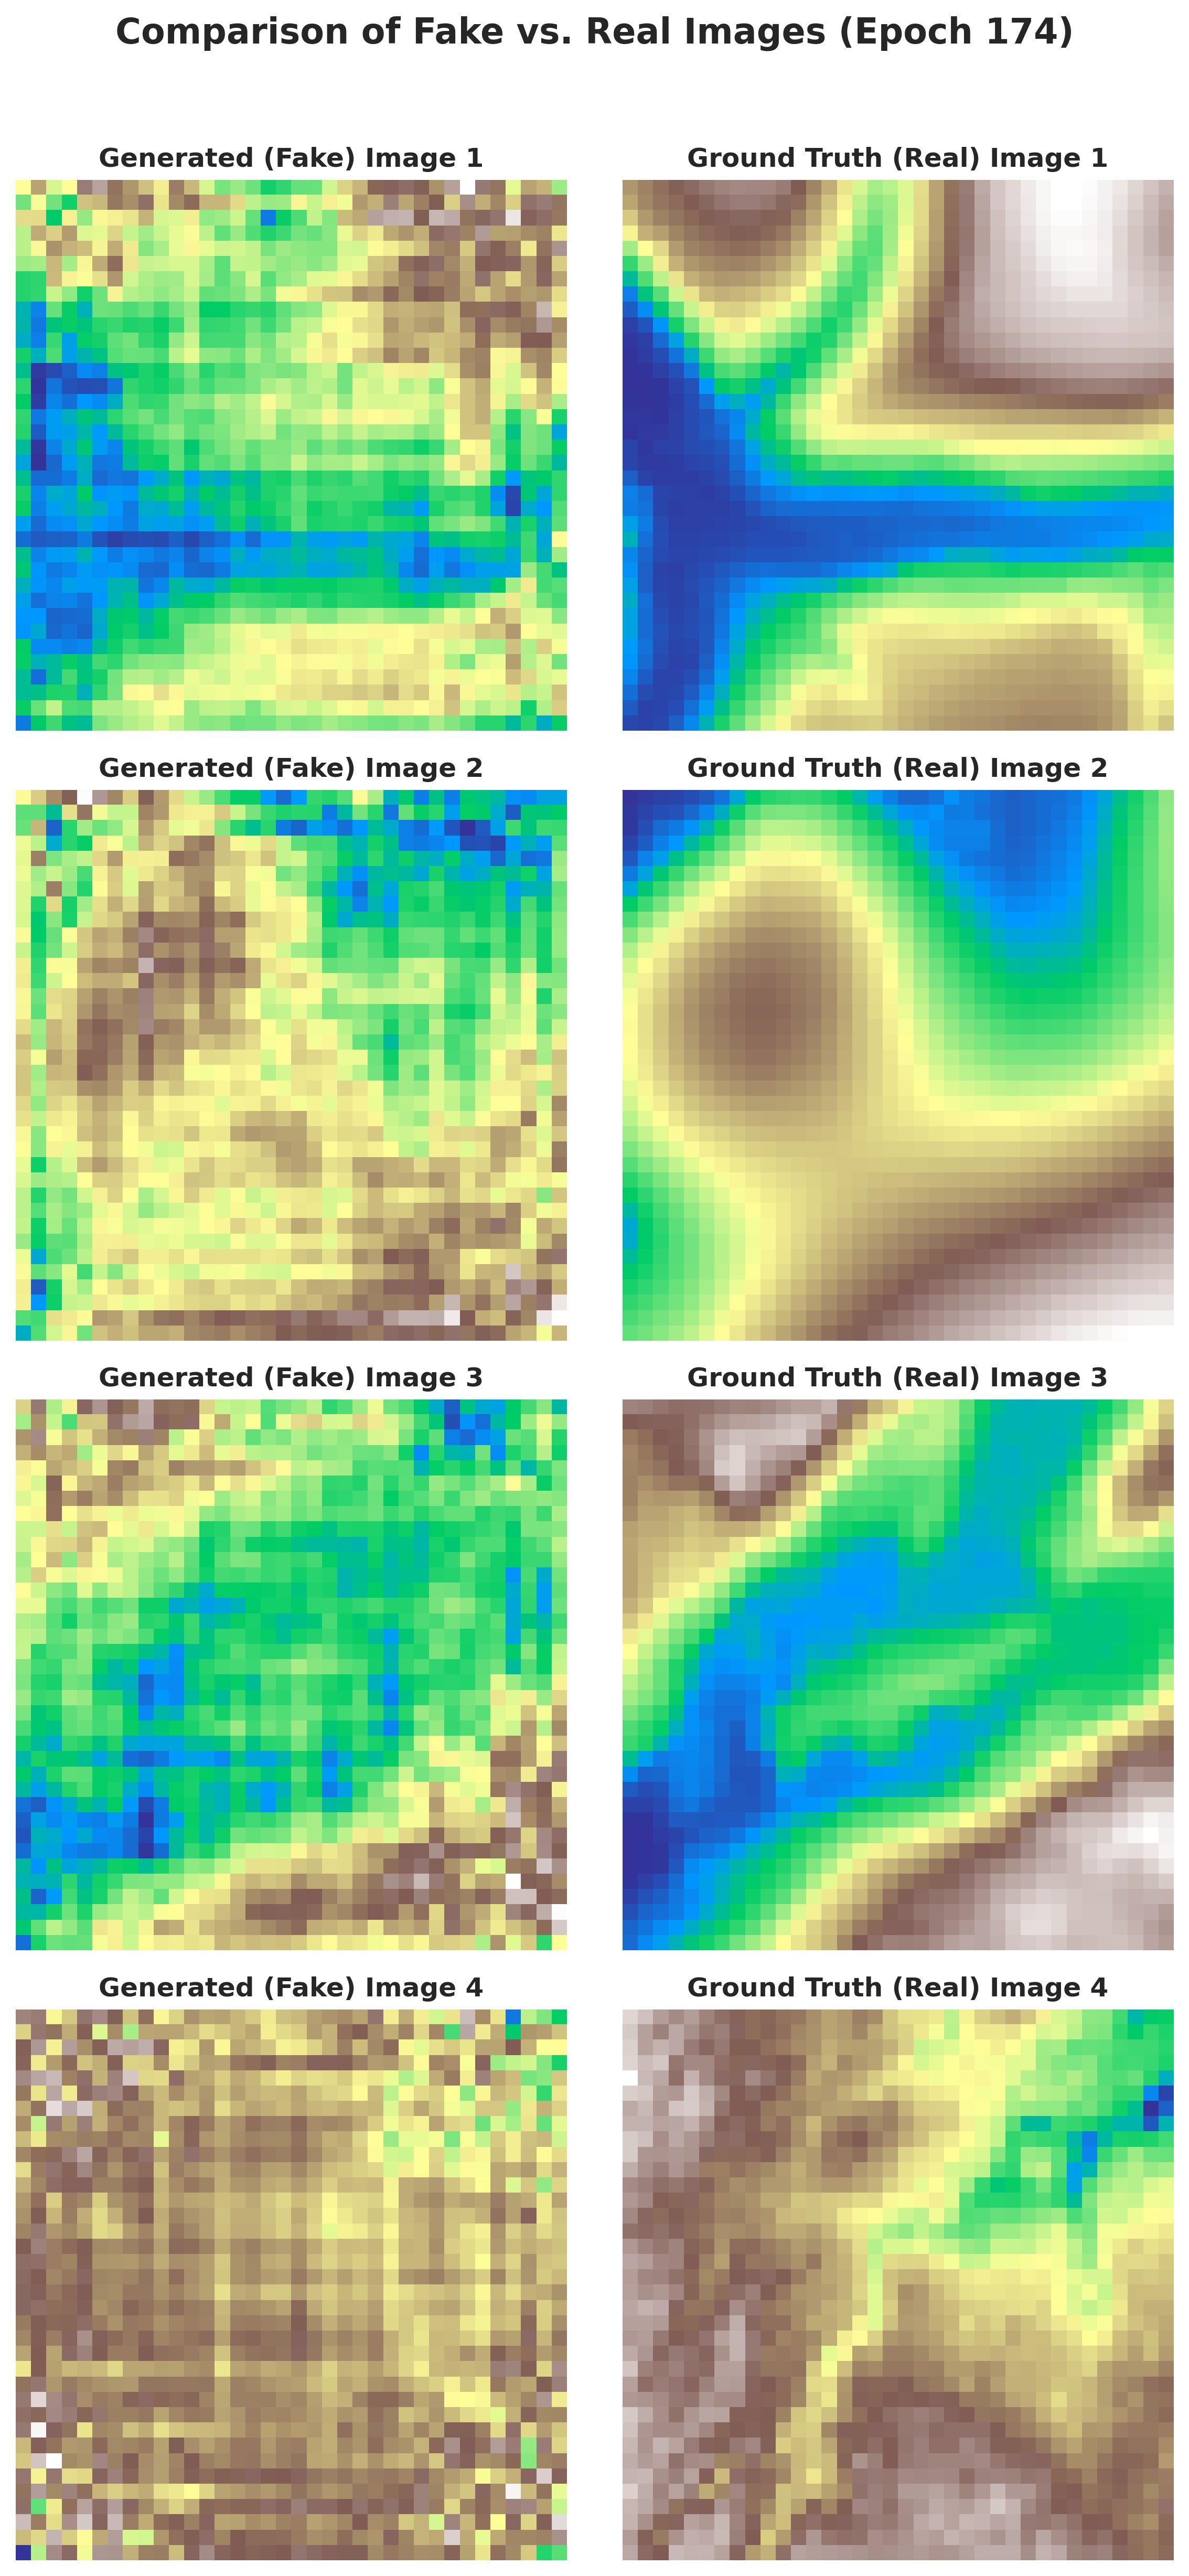 Comparison of Fake vs. Real Images (Epoch 174)
Generated (Fake) Image 1
Ground Truth (Real) Image 1
Generated (Fake) Image 2
Ground Truth (Real) Image 2
Generated (Fake) Image 3
Ground Truth (Real) Image 3
Generated (Fake) Image 4
Ground Truth (Real) Image 4